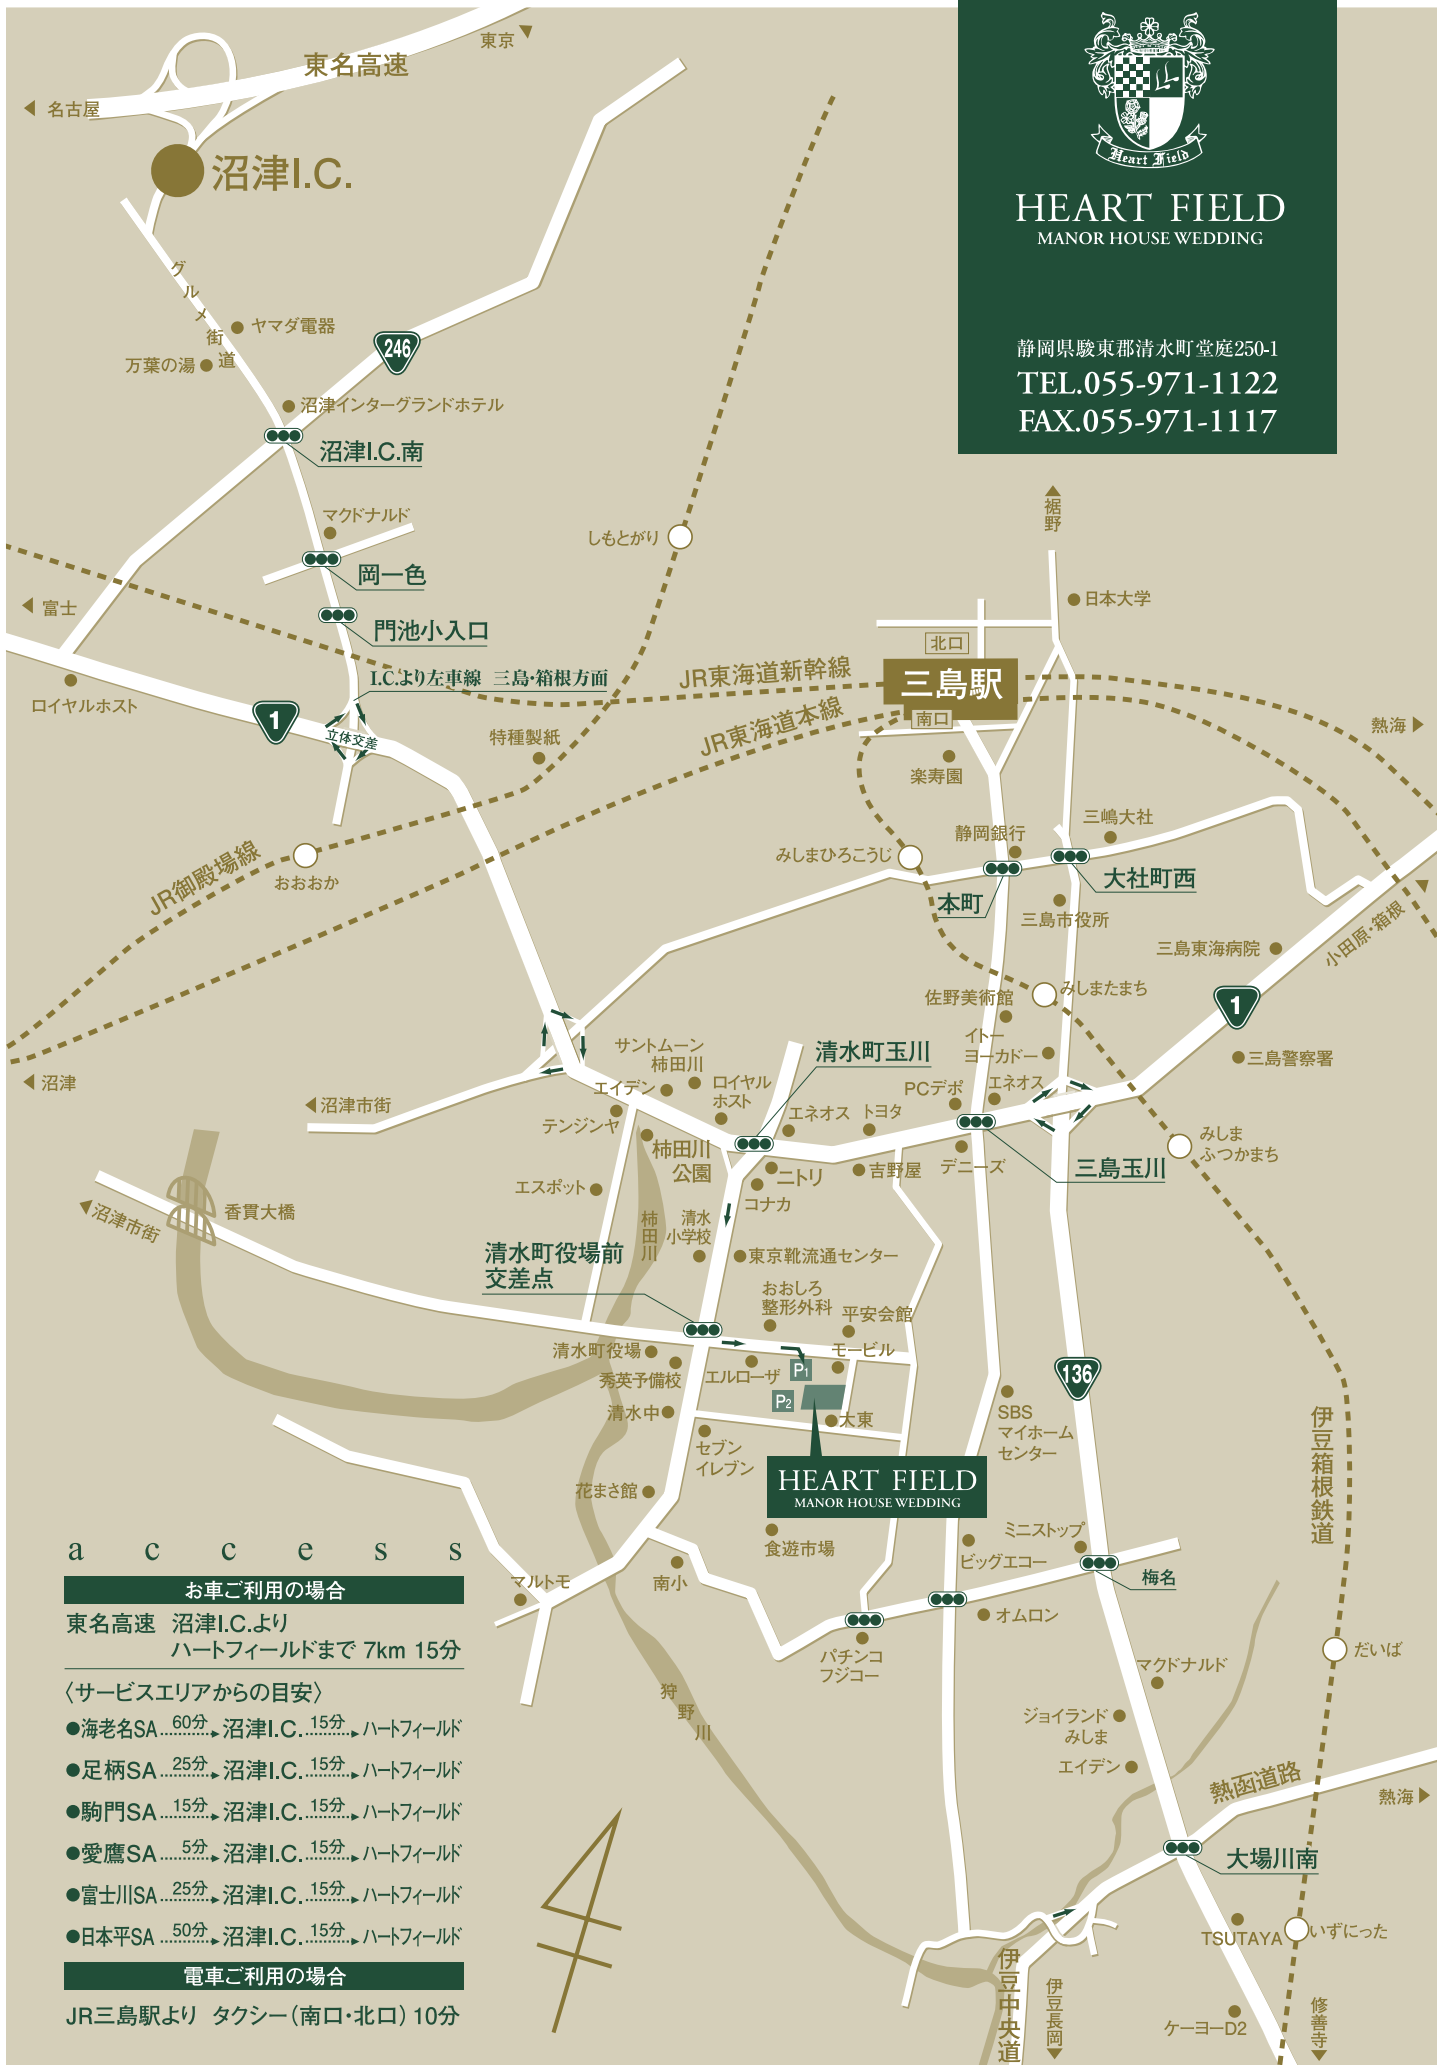 東京
東名高速
名古屋
沼津I.C.
Heart Field
HEART FIELD
MANOR HOUSE WEDDING
静岡県駿東郡清水町堂庭250-1
TEL.055-971-1122
FAX.055-971-1117
グルメ街道
ヤマダ電器
万葉の湯
246
沼津インターグランドホテル
沼津I.C.南
マクドナルド
岡一色
しもとがり
裾野
日本大学
富士
門池小入口
北口
三島駅
南口
JR東海道新幹線
I.C.より左車線 三島・箱根方面
ロイヤルホスト
1
立体交差
特種製紙
JR東海道本線
熱海
楽寿園
三嶋大社
静岡銀行
みしまひろこうじ
JR御殿場線
おおおか
大社町西
本町
三島市役所
小田原・箱根
三島東海病院
佐野美術館
みしまたまち
1
イトー
ヨーカドー
三島警察署
サントムーン
柿田川
清水町玉川
沼津
エイデン
ロイヤル
ホスト
PCデポ
エネオス
沼津市街
テンジンヤ
エネオス
トヨタ
みしま
ふつかまち
柿田川
公園
ニトリ
吉野屋
デニーズ
三島玉川
エスポット
コナカ
香貫大橋
沼津市街
柿田川
清水
小学校
清水町役場前
交差点
東京靴流通センター
おおしろ
整形外科
平安会館
清水町役場
モービル
秀英予備校
エルローザ
P1
P2
136
清水中
太東
SBS
マイホーム
センター
伊豆箱根鉄道
セブン
イレブン
HEART FIELD
MANOR HOUSE WEDDING
花まさ館
食遊市場
ミニストップ
ビッグエコー
梅名
マルトモ
南小
オムロン
パチンコ
フジコー
だいば
マクドナルド
狩野川
ジョイランド
みしま
エイデン
熱函道路
熱海
大場川南
TSUTAYA
いずにった
伊豆中央道
伊豆長岡
ケーヨーD2
修善寺
access
お車ご利用の場合
東名高速 沼津I.C.より
ハートフィールドまで 7km 15分
〈サービスエリアからの目安〉
●海老名SA 60分 沼津I.C. 15分 ハートフィールド
●足柄SA 25分 沼津I.C. 15分 ハートフィールド
●駒門SA 15分 沼津I.C. 15分 ハートフィールド
●愛鷹SA 5分 沼津I.C. 15分 ハートフィールド
●富士川SA 25分 沼津I.C. 15分 ハートフィールド
●日本平SA 50分 沼津I.C. 15分 ハートフィールド
電車ご利用の場合
JR三島駅より タクシー(南口・北口)10分